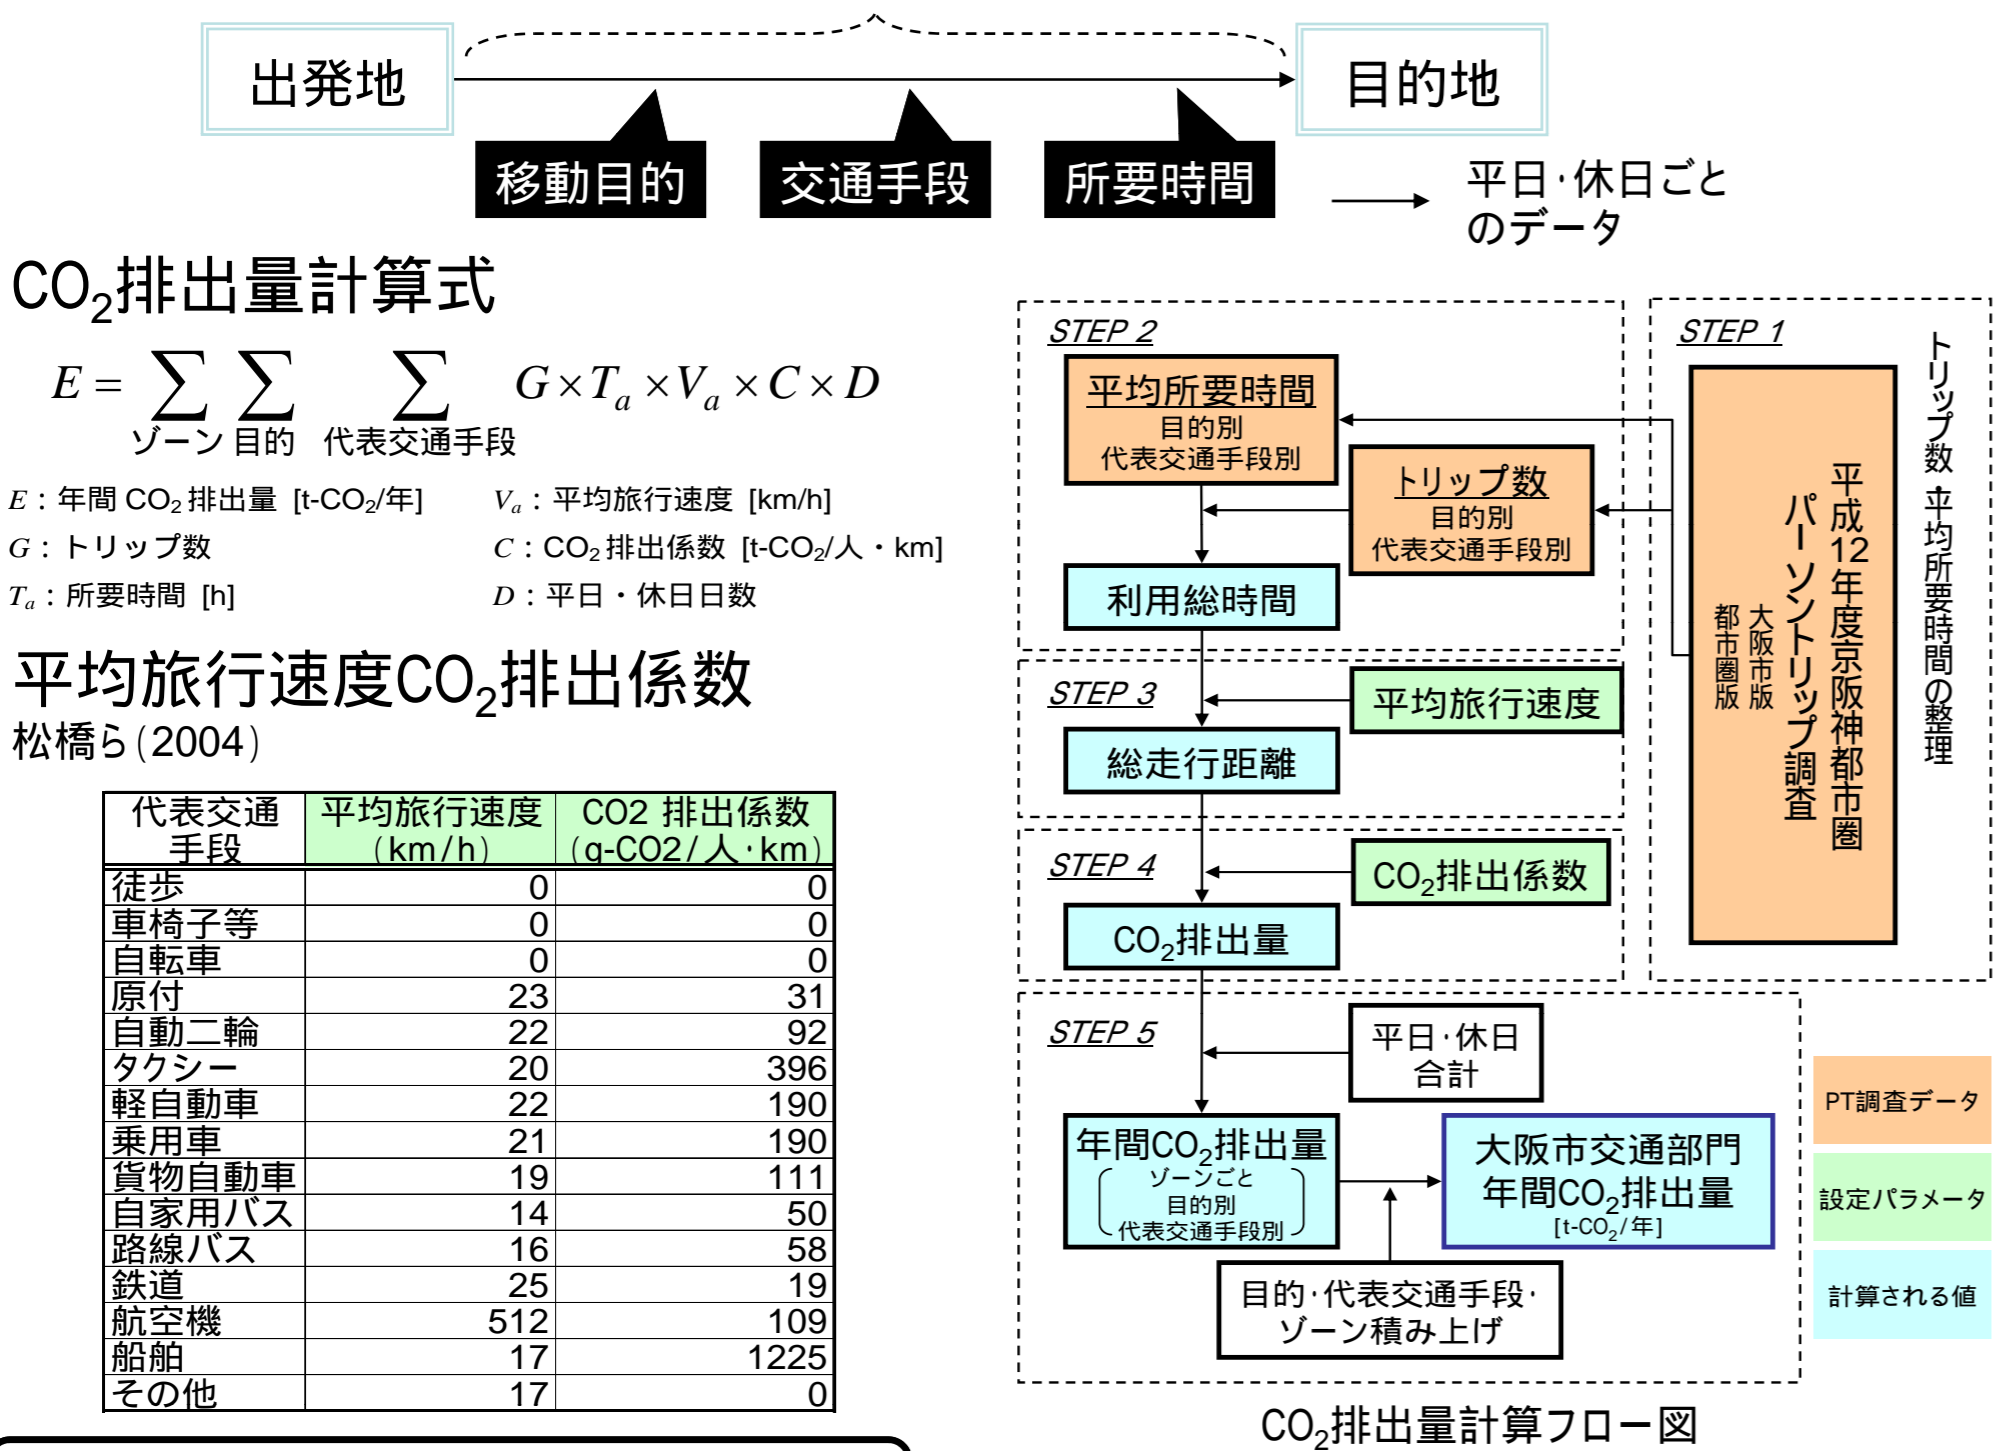 出発地
目的地
移動目的
交通手段
所要時間
平日・休日ごと
のデータ
CO2排出量計算式
E = ∑ ∑ ∑ G×Ta×Va×C×D
ゾーン 目的 代表交通手段
E：年間 CO2 排出量 [t-CO2/年]
Va：平均旅行速度 [km/h]
G：トリップ数
C：CO2 排出係数 [t-CO2/人・km]
Ta：所要時間 [h]
D：平日・休日日数
平均旅行速度CO2排出係数
松橋ら(2004)
代表交通手段 平均旅行速度(km/h) CO2 排出係数(g-CO2/人・km)
徒歩 0 0
車椅子等 0 0
自転車 0 0
原付 23 31
自動二輪 22 92
タクシー 20 396
軽自動車 22 190
乗用車 21 190
貨物自動車 19 111
自家用バス 14 50
路線バス 16 58
鉄道 25 19
航空機 512 109
船舶 17 1225
その他 17 0
STEP 1
トリップ数・平均所要時間の整理
平成12年度京阪神都市圏
パーソントリップ調査
大阪市版
都市圏版
STEP 2
平均所要時間
目的別
代表交通手段別
トリップ数
目的別
代表交通手段別
利用総時間
STEP 3
平均旅行速度
総走行距離
STEP 4
CO2排出係数
CO2排出量
STEP 5
平日・休日
合計
年間CO2排出量
ゾーンごと
目的別
代表交通手段別
大阪市交通部門
年間CO2排出量
[t-CO2/年]
目的・代表交通手段・
ゾーン積み上げ
PT調査データ
設定パラメータ
計算される値
CO2排出量計算フロー図